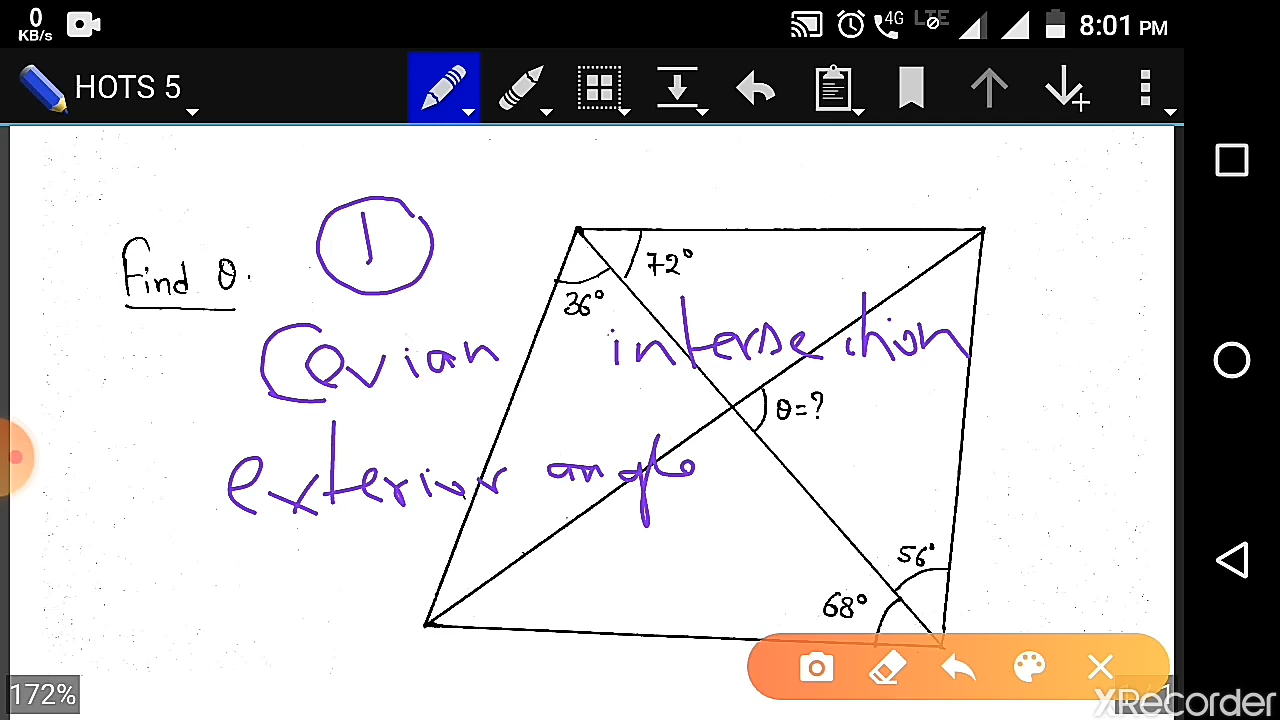 0
KB/s
4G
LTE
8:01 PM
HOTS 5
Find θ.
1
72°
36°
Cevian intersection
θ=?
exterior angle
56°
68°
172%
XRecorder